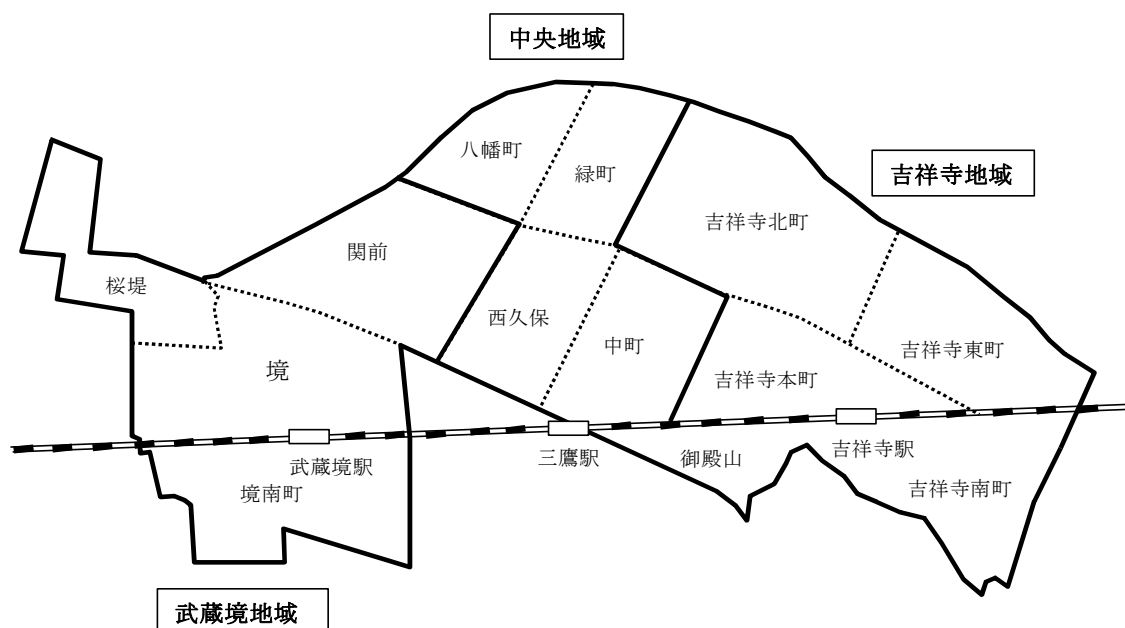 中央地域
八幡町
緑町
吉祥寺地域
吉祥寺北町
関前
桜堤
西久保
中町
吉祥寺東町
境
吉祥寺本町
三鷹駅
御殿山
吉祥寺駅
武蔵境駅
境南町
吉祥寺南町
武蔵境地域